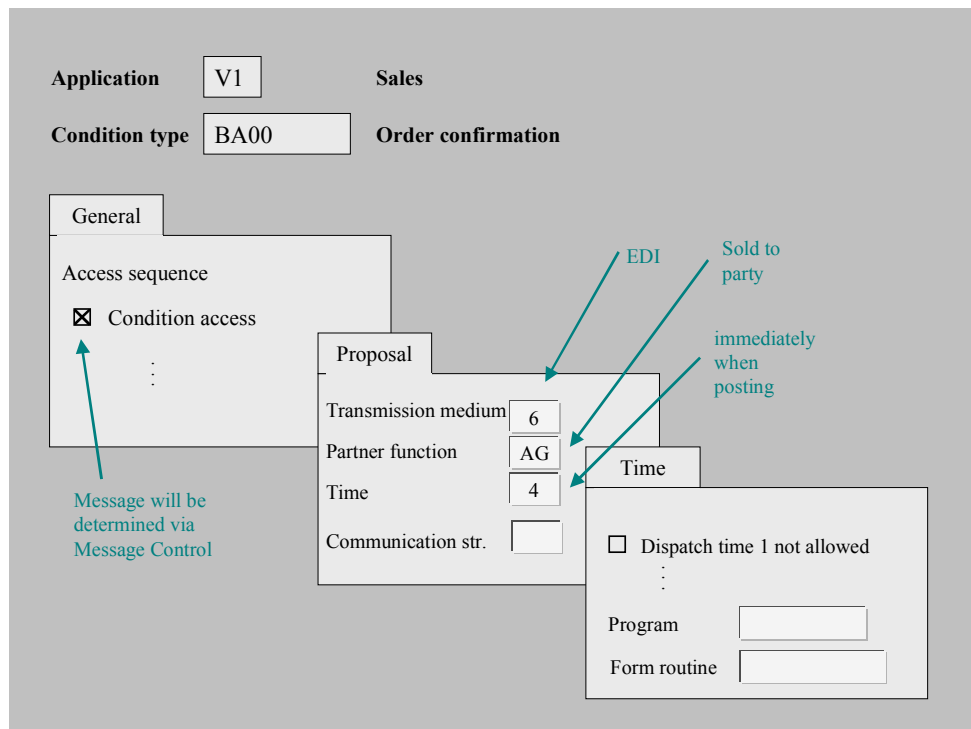 Application V1 Sales
Condition type BA00 Order confirmation
General
Access sequence
Condition access
Message will be
determined via
Message Control
EDI
Sold to
party
immediately
when
posting
Proposal
Transmission medium 6
Partner function AG
Time 4
Communication str.
Time
Dispatch time 1 not allowed
Program
Form routine